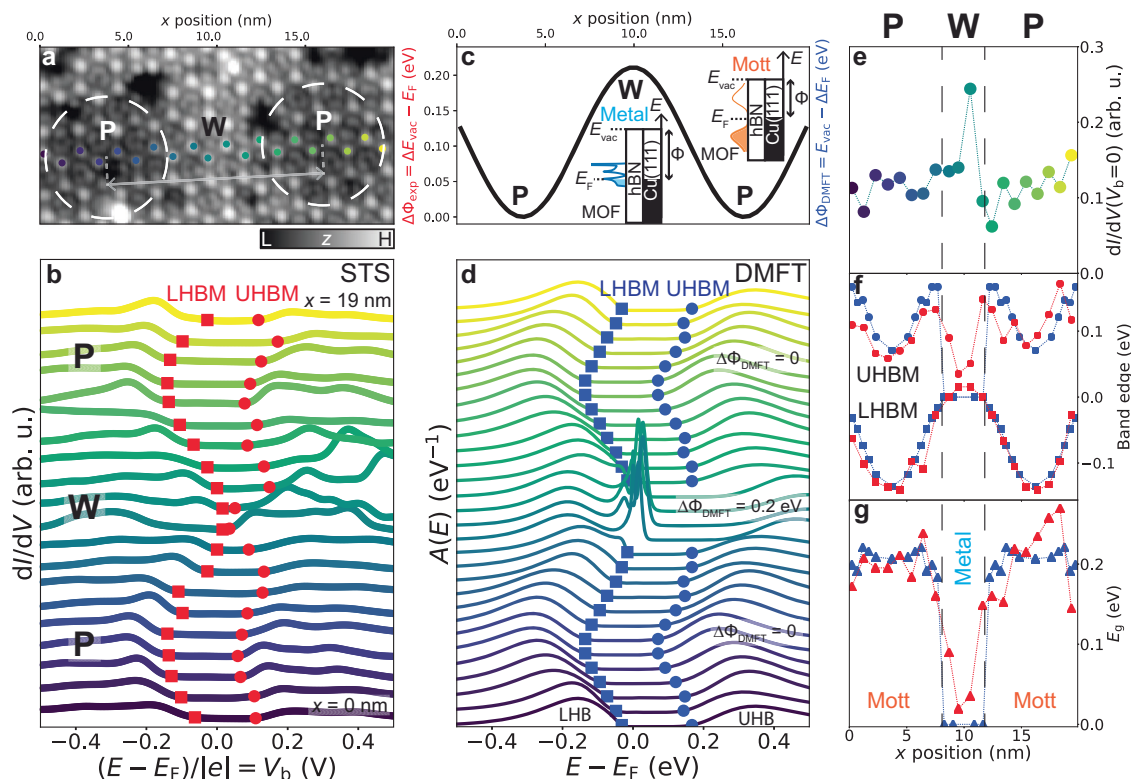 x position (nm)
0.0 5.0 10.0 15.0
a
P
W
P
L z H
x position (nm)
0.0 5.0 10.0 15.0
c
ΔΦexp = ΔEvac − EF (eV)
0.20
0.15
0.10
0.05
0.00
W
P
P
Metal
E
Evac
EF
Φ
MOF
hBN
Cu(111)
Mott
E
Evac
EF
Φ
MOF
hBN
Cu(111)
ΔΦDMFT = Evac − ΔEF (eV)
P W P
e
0.3
0.2
0.1
dI/dV(Vb=0) (arb. u.)
b
STS
LHBM UHBM
x = 19 nm
P
W
P
x = 0 nm
dI/dV (arb. u.)
−0.4 −0.2 0.0 0.2 0.4
(E − EF)/|e| = Vb (V)
d
DMFT
LHBM UHBM
ΔΦDMFT = 0
ΔΦDMFT = 0.2 eV
ΔΦDMFT = 0
LHB
UHB
A(E) (eV⁻¹)
−0.4 −0.2 0.0 0.2 0.4
E − EF (eV)
f
0.0
0.1
0.0
−0.1
UHBM
LHBM
Band edge (eV)
g
0.2
0.1
0.0
Metal
Mott
Mott
Eg (eV)
0 5 10 15
x position (nm)